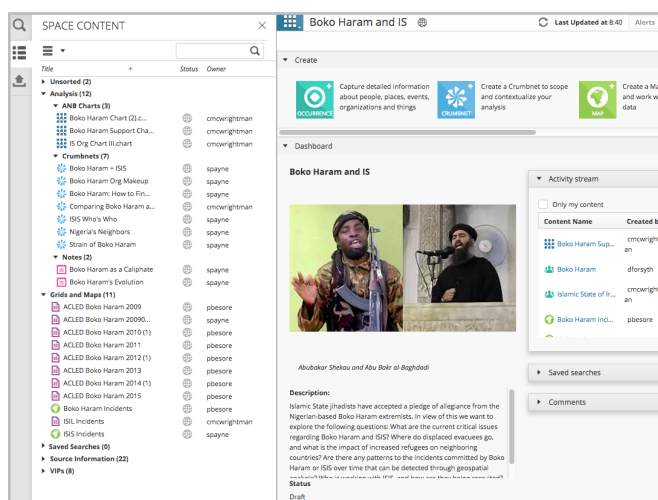 SPACE CONTENT
Title Status Owner
Unsorted (2)
Analysis (12)
ANB Charts (3)
Boko Haram Chart (2).c... cmcwrightman
Boko Haram Support Cha... cmcwrightman
IS Org Chart III.chart cmcwrightman
Crumbnets (7)
Boko Haram + ISIS spayne
Boko Haram Org Makeup spayne
Boko Haram: How to Fin... spayne
Comparing Boko Haram a... cmcwrightman
ISIS Who's Who spayne
Nigeria's Neighbors spayne
Strain of Boko Haram spayne
Notes (2)
Boko Haram as a Caliphate spayne
Boko Haram's Evolution spayne
Grids and Maps (11)
ACLED Boko Haram 2009 pbesore
ACLED Boko Haram 20090... spayne
ACLED Boko Haram 2010 (1) pbesore
ACLED Boko Haram 2011 pbesore
ACLED Boko Haram 2012 (1) pbesore
ACLED Boko Haram 2013 pbesore
ACLED Boko Haram 2014 (1) pbesore
ACLED Boko Haram 2015 pbesore
Boko Haram Incidents pbesore
ISIL Incidents cmcwrightman
ISIS Incidents spayne
Saved Searches (0)
Source Information (22)
VIPs (8)
Boko Haram and IS
Last Updated at 8:40 Alerts
Create
OCCURRENCE
Capture detailed information
about people, places, events,
organizations and things
CRUMBNET
Create a Crumbnet to scope
and contextualize your
analysis
MAP
Create a Ma
and work w
data
Dashboard
Boko Haram and IS
Abubakar Shekau and Abu Bakr al-Baghdadi
Description:
Islamic State jihadists have accepted a pledge of allegiance from the
Nigerian-based Boko Haram extremists. In view of this we want to
explore the following questions: What are the current critical issues
regarding Boko Haram and ISIS? Where do displaced evacuees go,
and what is the impact of increased refugees on neighboring
countries? Are there any patterns to the incidents committed by Boko
Haram or ISIS over time that can be detected through geospatial
analysis? Who is working with ISIS, and how are they being recruited?
Status
Draft
Activity stream
Only my content
Content Name Created b
Boko Haram Sup... cmcwright
an
Boko Haram dforsyth
Islamic State of Ir... cmcwright
an
Boko Haram Inci... pbesore
Saved searches
Comments